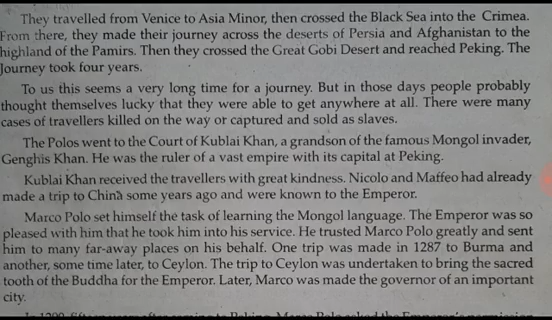 They travelled from Venice to Asia Minor, then crossed the Black Sea into the Crimea.
From there, they made their journey across the deserts of Persia and Afghanistan to the
highland of the Pamirs. Then they crossed the Great Gobi Desert and reached Peking. The
Journey took four years.
To us this seems a very long time for a journey. But in those days people probably
thought themselves lucky that they were able to get anywhere at all. There were many
cases of travellers killed on the way or captured and sold as slaves.
The Polos went to the Court of Kublai Khan, a grandson of the famous Mongol invader,
Genghis Khan. He was the ruler of a vast empire with its capital at Peking.
Kublai Khan received the travellers with great kindness. Nicolo and Maffeo had already
made a trip to China some years ago and were known to the Emperor.
Marco Polo set himself the task of learning the Mongol language. The Emperor was so
pleased with him that he took him into his service. He trusted Marco Polo greatly and sent
him to many far-away places on his behalf. One trip was made in 1287 to Burma and
another, some time later, to Ceylon. The trip to Ceylon was undertaken to bring the sacred
tooth of the Buddha for the Emperor. Later, Marco was made the governor of an important
city.